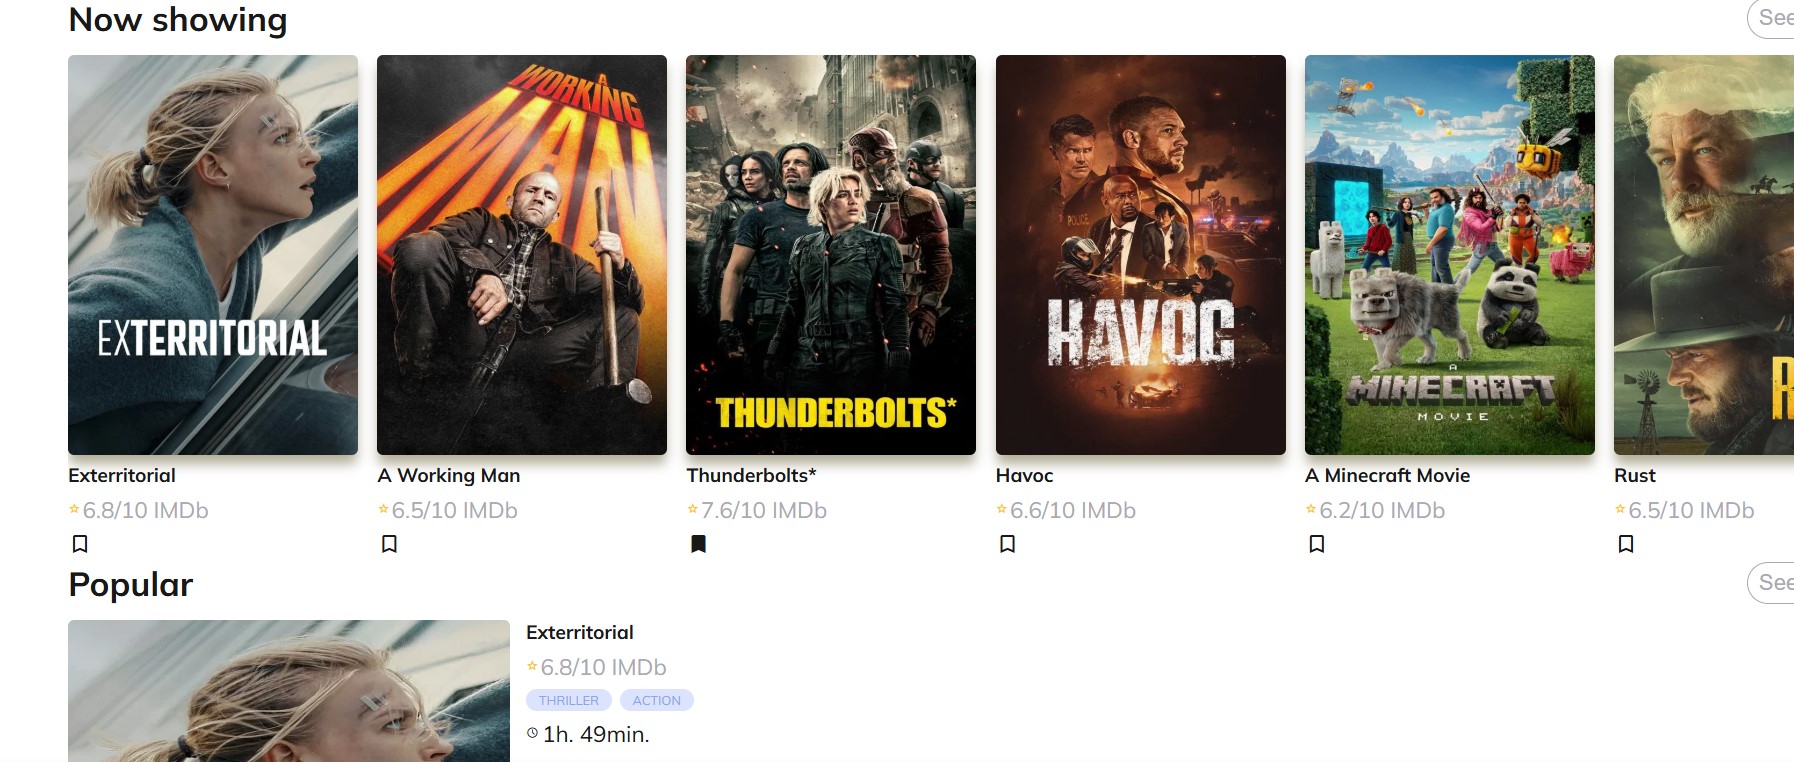 Now showing
See
EXTERRITORIAL
A
WORKING
MAN
THUNDERBOLTS*
POLICE
HAVOC
A
MINECRAFT
MOVIE
R
Exterritorial
A Working Man
Thunderbolts*
Havoc
A Minecraft Movie
Rust
6.8/10 IMDb
6.5/10 IMDb
7.6/10 IMDb
6.6/10 IMDb
6.2/10 IMDb
6.5/10 IMDb
Popular
See
Exterritorial
6.8/10 IMDb
THRILLER
ACTION
1h. 49min.